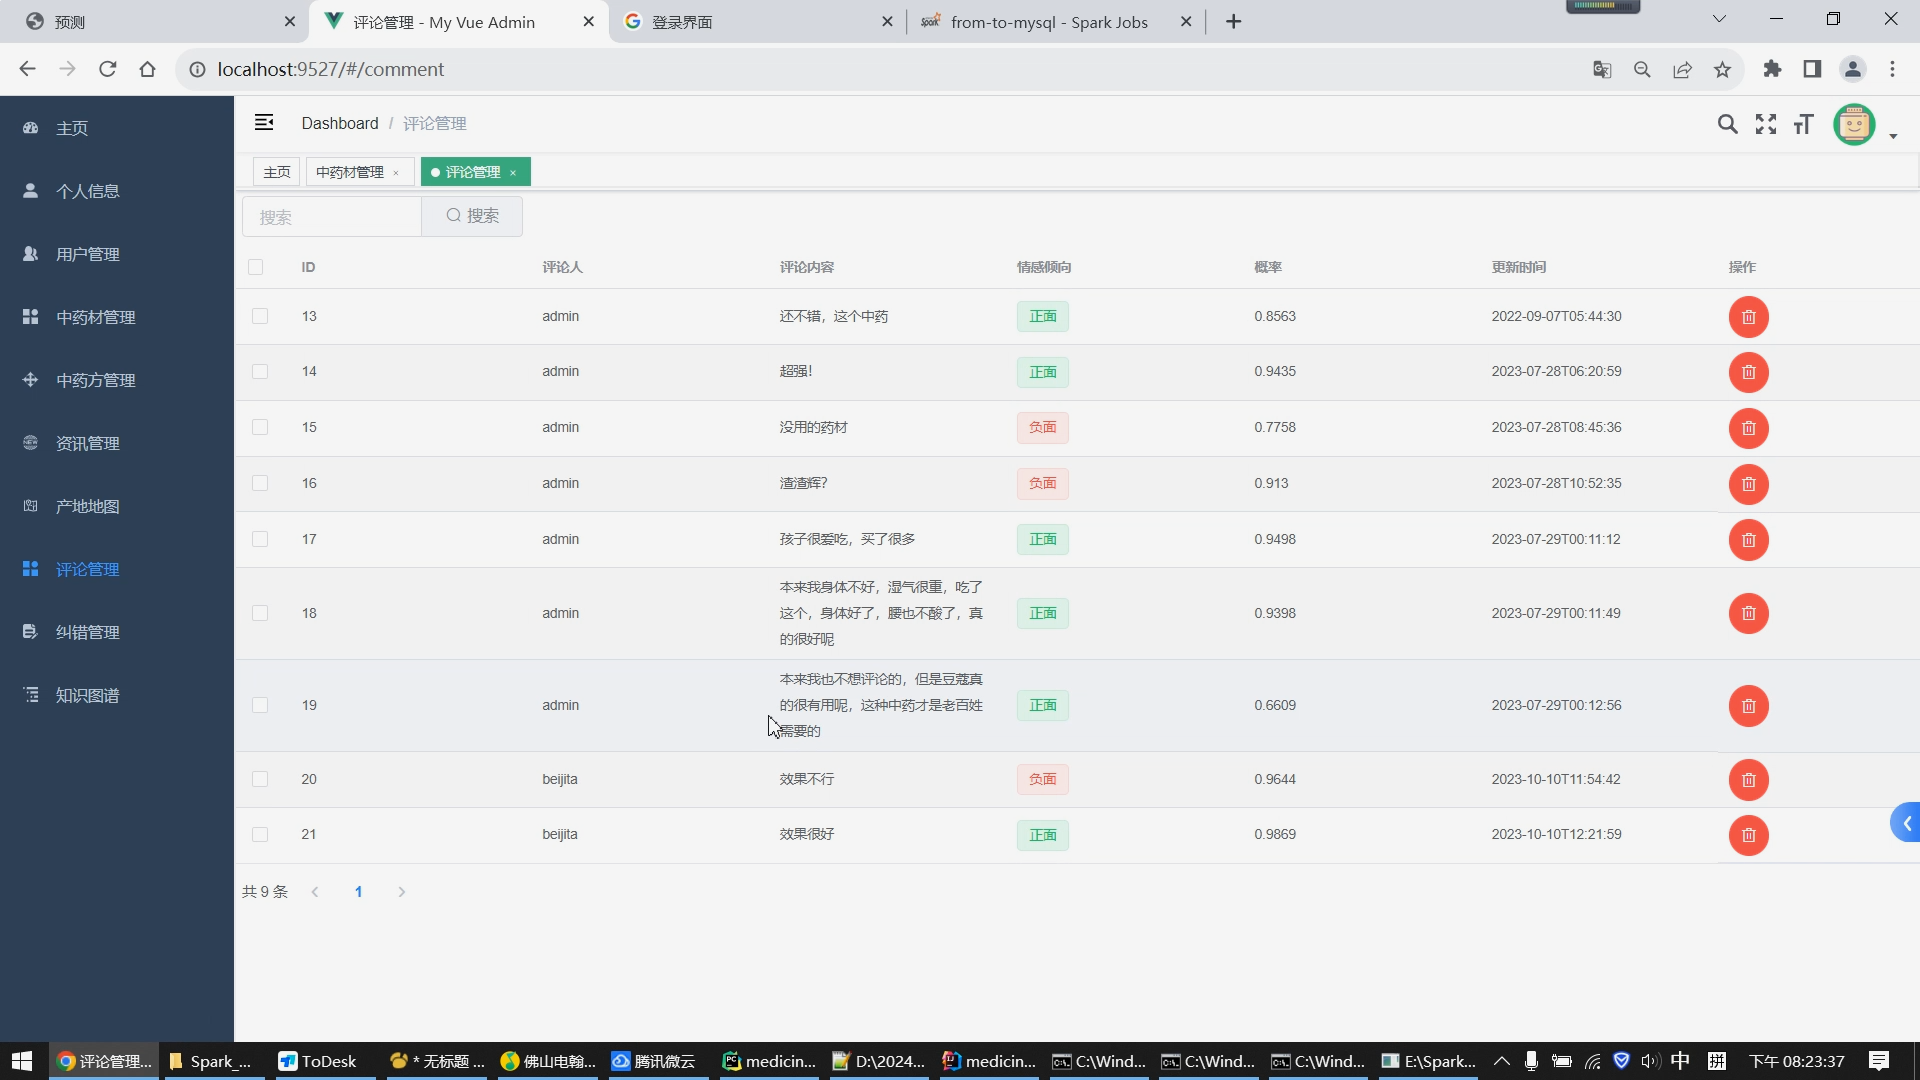 预测
评论管理 - My Vue Admin
登录界面
from-to-mysql - Spark Jobs
localhost:9527/#/comment
主页
个人信息
用户管理
中药材管理
中药方管理
资讯管理
产地地图
评论管理
纠错管理
知识图谱
Dashboard / 评论管理
主页
中药材管理 ×
评论管理 ×
搜索 搜索
ID 评论人 评论内容 情感倾向 概率 更新时间 操作
13 admin 还不错，这个中药 正面 0.8563 2022-09-07T05:44:30
14 admin 超强！ 正面 0.9435 2023-07-28T06:20:59
15 admin 没用的药材 负面 0.7758 2023-07-28T08:45:36
16 admin 渣渣辉？ 负面 0.913 2023-07-28T10:52:35
17 admin 孩子很爱吃，买了很多 正面 0.9498 2023-07-29T00:11:12
本来我身体不好，湿气很重，吃了
18 admin 这个，身体好了，腰也不酸了，真 正面 0.9398 2023-07-29T00:11:49
的很好呢
本来我也不想评论的，但是豆蔻真
19 admin 的很有用呢，这种中药才是老百姓 正面 0.6609 2023-07-29T00:12:56
需要的
20 beijita 效果不行 负面 0.9644 2023-10-10T11:54:42
21 beijita 效果很好 正面 0.9869 2023-10-10T12:21:59
共 9 条 1
评论管理... Spark_... ToDesk * 无标题 ... 佛山电翰... 腾讯微云 medicin... D:\2024... medicin... C:\Wind... C:\Wind... C:\Wind... E:\Spark... 中 拼 下午 08:23:37